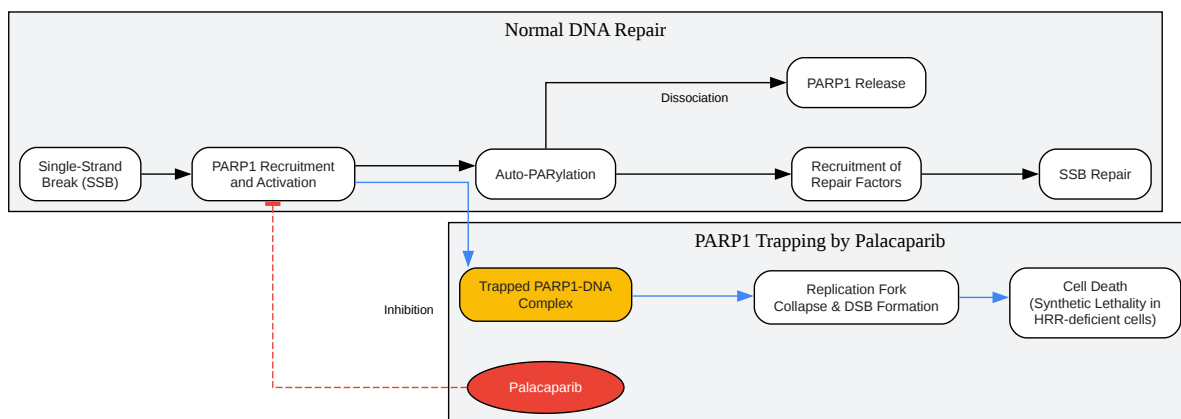 Normal DNA Repair
PARP1 Release
Dissociation
Single-Strand
Break (SSB)
PARP1 Recruitment
and Activation
Auto-PARylation
Recruitment of
Repair Factors
SSB Repair
PARP1 Trapping by Palacaparib
Trapped PARP1-DNA
Complex
Replication Fork
Collapse & DSB Formation
Cell Death
(Synthetic Lethality in
HRR-deficient cells)
Inhibition
Palacaparib